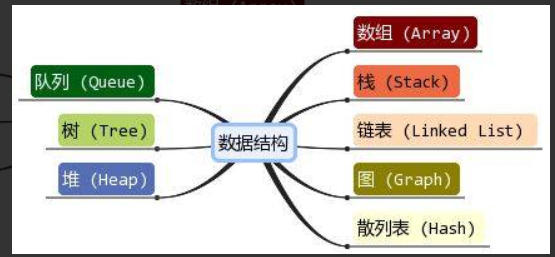 数组 (Array)
队列 (Queue)
栈 (Stack)
树 (Tree)
链表 (Linked List)
数据结构
堆 (Heap)
图 (Graph)
散列表 (Hash)